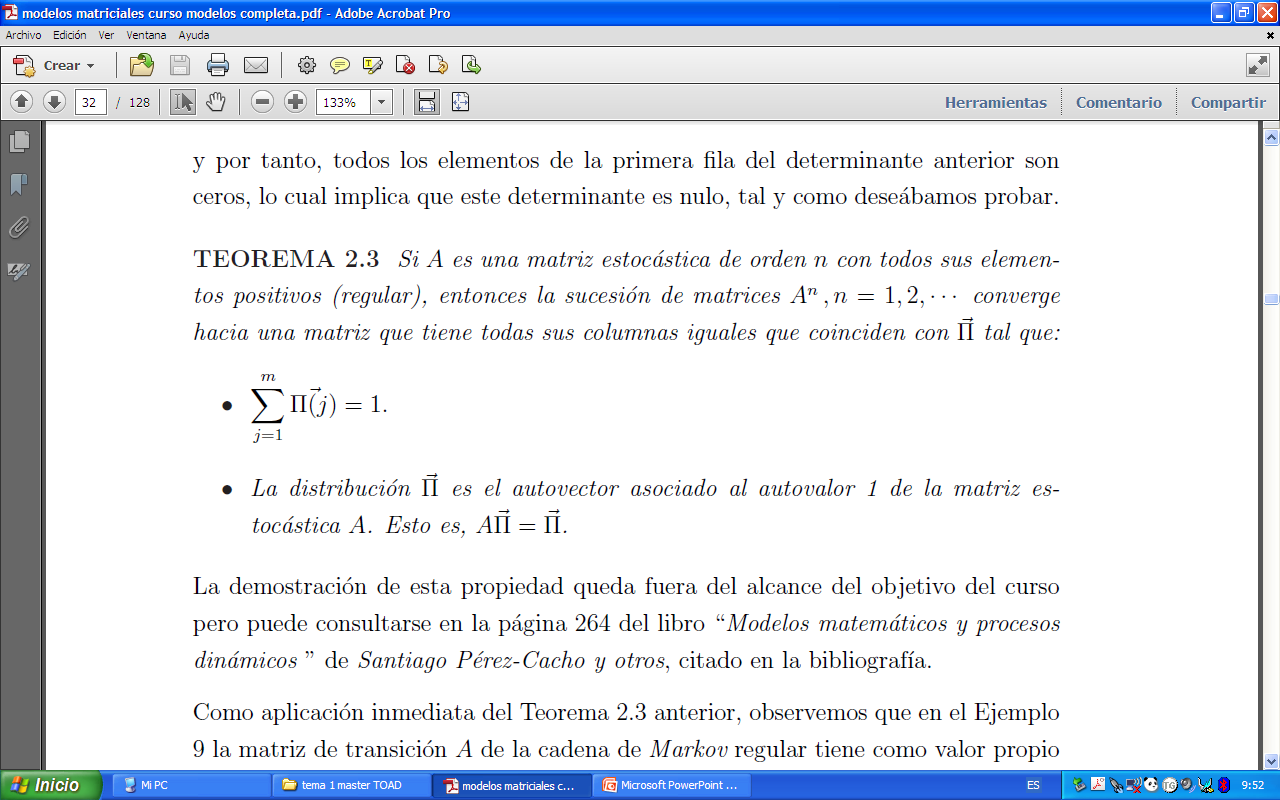 modelos matriciales curso modelos completa.pdf - Adobe Acrobat Pro
Archivo Edición Ver Ventana Ayuda
Crear
32 / 128 133% Herramientas Comentario Compartir
y por tanto, todos los elementos de la primera fila del determinante anterior son
ceros, lo cual implica que este determinante es nulo, tal y como deseábamos probar.
TEOREMA 2.3 Si A es una matriz estocástica de orden n con todos sus elemen-
tos positivos (regular), entonces la sucesión de matrices Aⁿ , n = 1, 2, ⋯ converge
hacia una matriz que tiene todas sus columnas iguales que coinciden con Π⃗ tal que:
• ∑_{j=1}^{m} Π(⃗j) = 1.
• La distribución Π⃗ es el autovector asociado al autovalor 1 de la matriz es-
tocástica A. Esto es, AΠ⃗ = Π⃗.
La demostración de esta propiedad queda fuera del alcance del objetivo del curso
pero puede consultarse en la página 264 del libro “Modelos matemáticos y procesos
dinámicos ” de Santiago Pérez-Cacho y otros, citado en la bibliografía.
Como aplicación inmediata del Teorema 2.3 anterior, observemos que en el Ejemplo
9 la matriz de transición A de la cadena de Markov regular tiene como valor propio
Inicio Mi PC tema 1 master TOAD modelos matriciales c... Microsoft PowerPoint ... ES 9:52